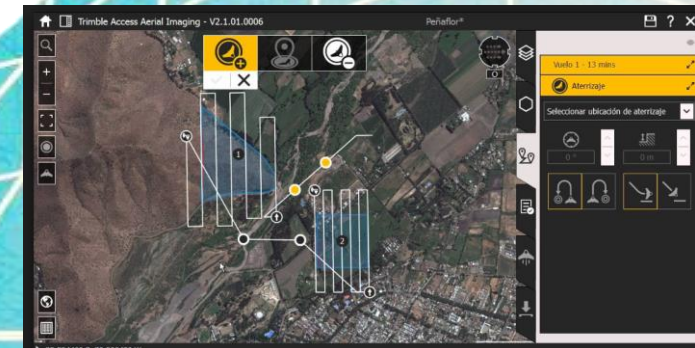 Trimble Access Aerial Imaging - V2.1.01.0006
Peñaflor*
? X
Vuelo 1 - 13 mins
Aterrizaje
Seleccionar ubicación de aterrizaje
0 °
0 m
1
2